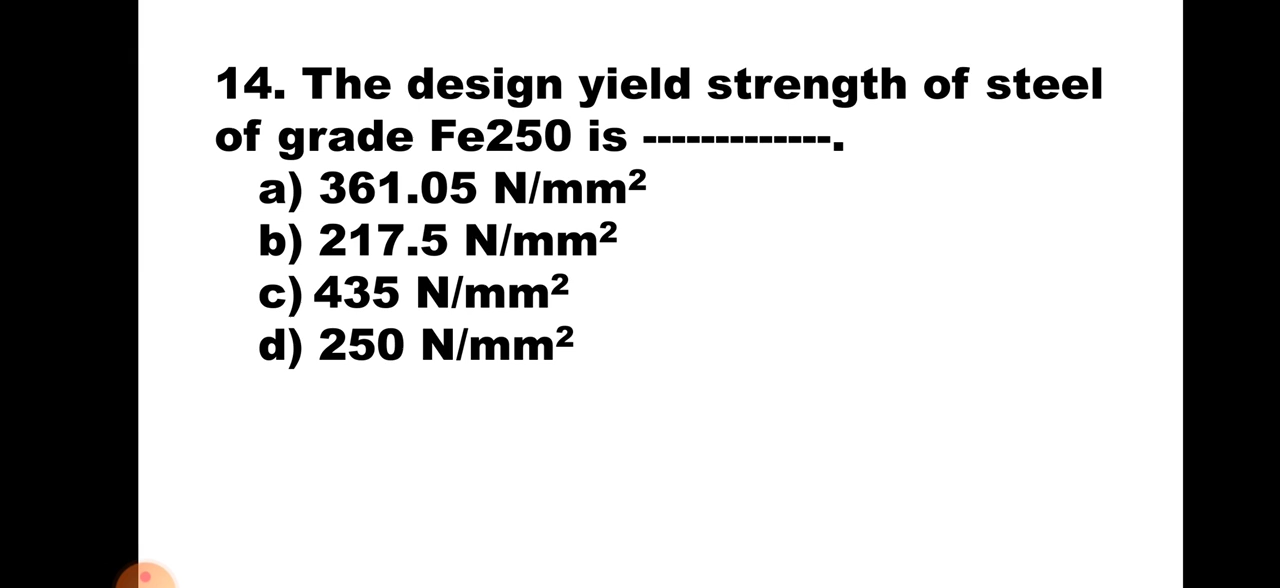 14. The design yield strength of steel
of grade Fe250 is -------------.
a) 361.05 N/mm²
b) 217.5 N/mm²
c) 435 N/mm²
d) 250 N/mm²